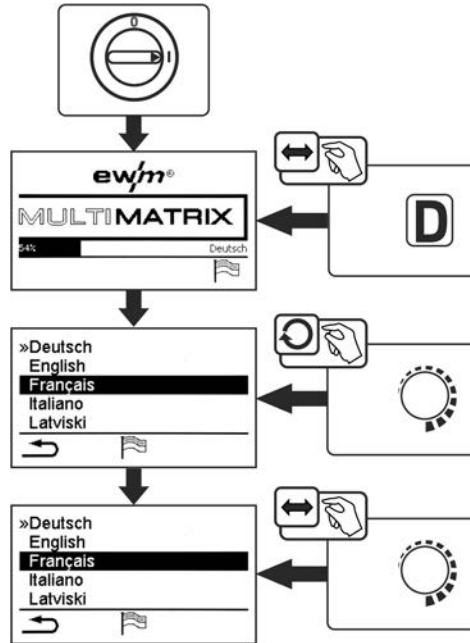 0
I
ewm®
MULTIMATRIX
54%
Deutsch
D
»Deutsch
English
Français
Italiano
Latviski
»Deutsch
English
Français
Italiano
Latviski